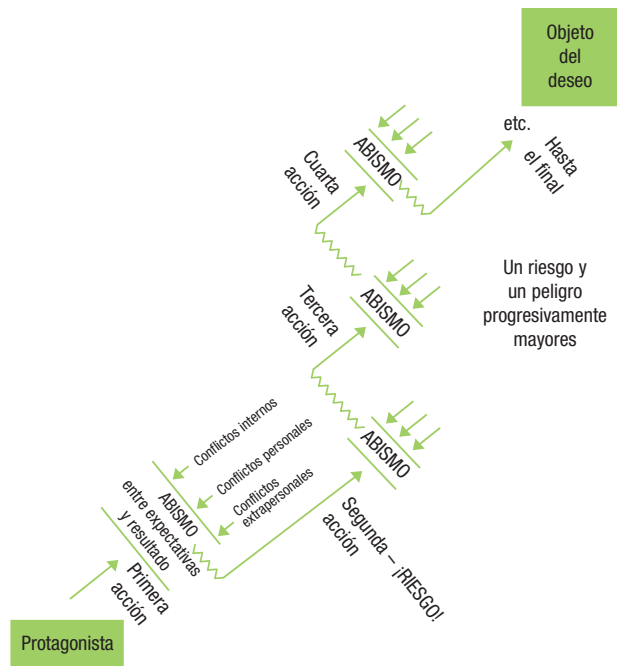 Objeto
del
deseo
etc.
Hasta
el final
ABISMO
Cuarta
acción
Un riesgo y
un peligro
progresivamente
mayores
ABISMO
Tercera
acción
ABISMO
Conflictos internos
Conflictos personales
Conflictos
extrapersonales
ABISMO
entre expectativas
y resultado
Segunda – ¡RIESGO!
acción
Primera
acción
Protagonista